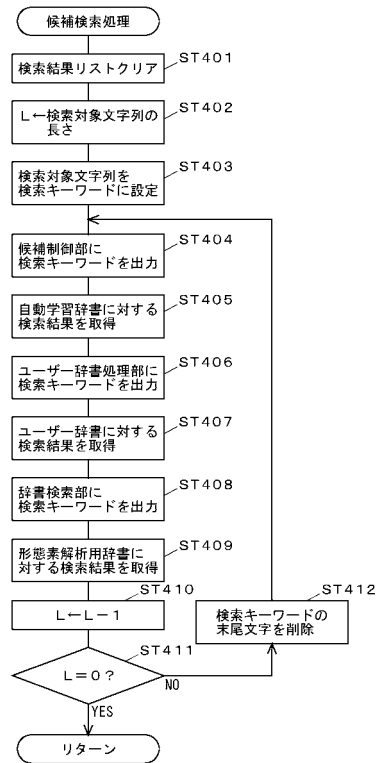 候補検索処理
検索結果リストクリア
ST401
L←検索対象文字列の
長さ
ST402
検索対象文字列を
検索キーワードに設定
ST403
候補制御部に
検索キーワードを出力
ST404
自動学習辞書に対する
検索結果を取得
ST405
ユーザー辞書処理部に
検索キーワードを出力
ST406
ユーザー辞書に対する
検索結果を取得
ST407
辞書検索部に
検索キーワードを出力
ST408
形態素解析用辞書に
対する検索結果を取得
ST409
L←L-1
ST410
L=0?
ST411
NO
YES
検索キーワードの
末尾文字を削除
ST412
リターン